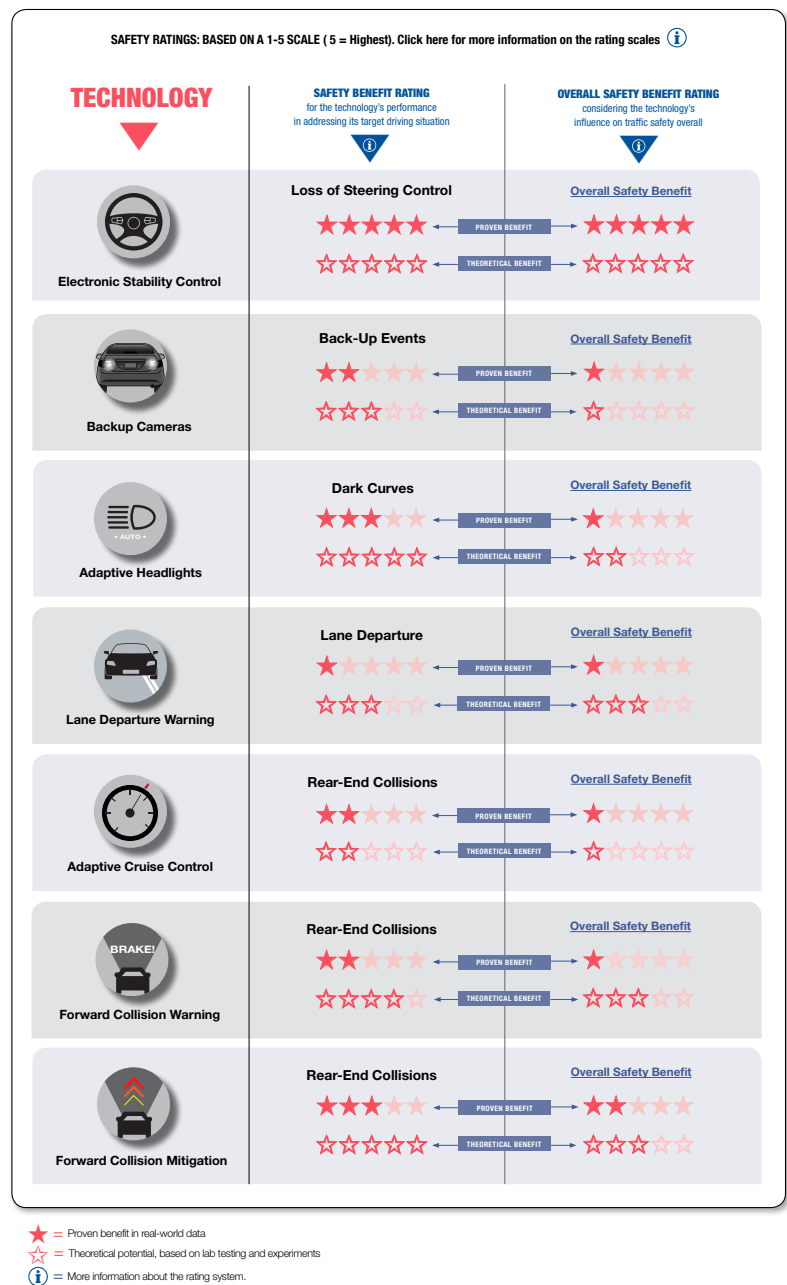 SAFETY RATINGS: BASED ON A 1-5 SCALE ( 5 = Highest). Click here for more information on the rating scales i
TECHNOLOGY
SAFETY BENEFIT RATING
for the technology's performance
in addressing its target driving situation
i
OVERALL SAFETY BENEFIT RATING
considering the technology's
influence on traffic safety overall
i
Electronic Stability Control
Loss of Steering Control
Overall Safety Benefit
PROVEN BENEFIT
THEORETICAL BENEFIT
Backup Cameras
Back-Up Events
Overall Safety Benefit
PROVEN BENEFIT
THEORETICAL BENEFIT
• AUTO •
Adaptive Headlights
Dark Curves
Overall Safety Benefit
PROVEN BENEFIT
THEORETICAL BENEFIT
Lane Departure Warning
Lane Departure
Overall Safety Benefit
PROVEN BENEFIT
THEORETICAL BENEFIT
Adaptive Cruise Control
Rear-End Collisions
Overall Safety Benefit
PROVEN BENEFIT
THEORETICAL BENEFIT
BRAKE!
Forward Collision Warning
Rear-End Collisions
Overall Safety Benefit
PROVEN BENEFIT
THEORETICAL BENEFIT
Forward Collision Mitigation
Rear-End Collisions
Overall Safety Benefit
PROVEN BENEFIT
THEORETICAL BENEFIT
= Proven benefit in real-world data
= Theoretical potential, based on lab testing and experiments
i = More information about the rating system.